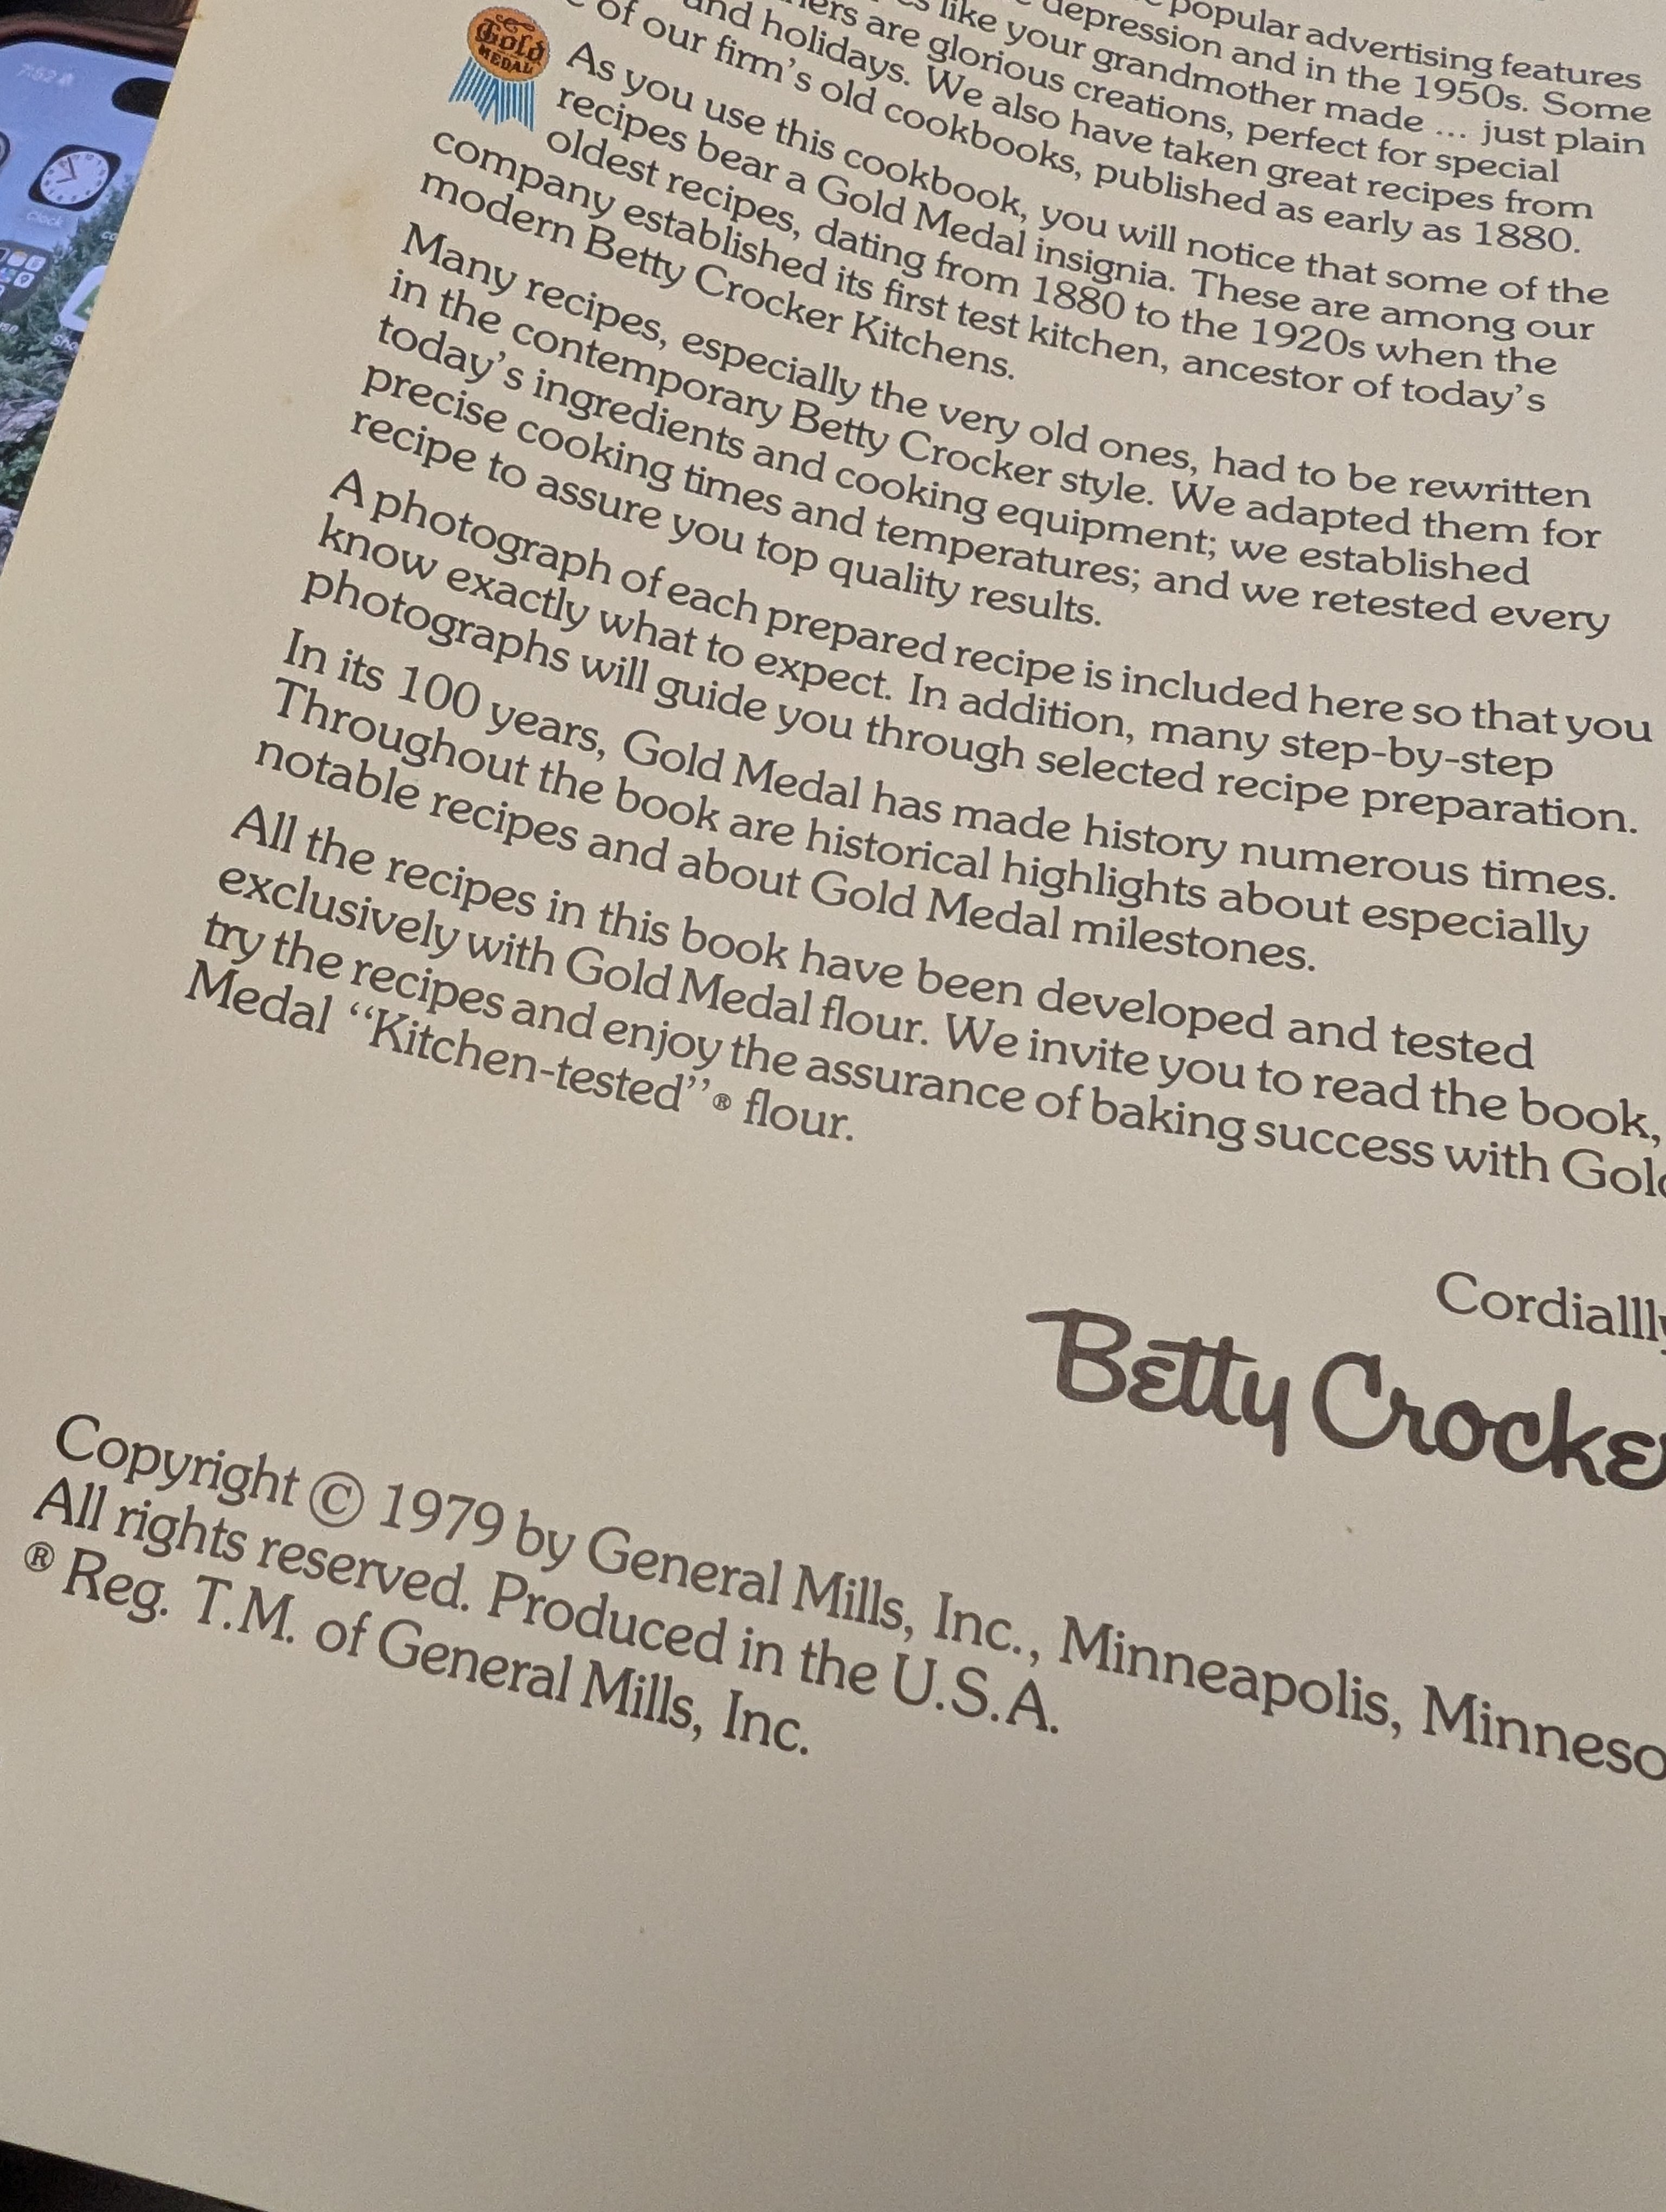 popular advertising features
depression and in the 1950s. Some
like your grandmother made ... just plain
are glorious creations, perfect for special
and holidays. We also have taken great recipes from
of our firm's old cookbooks, published as early as 1880.
Gold
MEDAL
As you use this cookbook, you will notice that some of the
recipes bear a Gold Medal insignia. These are among our
oldest recipes, dating from 1880 to the 1920s when the
company established its first test kitchen, ancestor of today's
modern Betty Crocker Kitchens.
Many recipes, especially the very old ones, had to be rewritten
in the contemporary Betty Crocker style. We adapted them for
today's ingredients and cooking equipment; we established
precise cooking times and temperatures; and we retested every
recipe to assure you top quality results.
A photograph of each prepared recipe is included here so that you
know exactly what to expect. In addition, many step-by-step
photographs will guide you through selected recipe preparation.
In its 100 years, Gold Medal has made history numerous times.
Throughout the book are historical highlights about especially
notable recipes and about Gold Medal milestones.
All the recipes in this book have been developed and tested
exclusively with Gold Medal flour. We invite you to read the book,
try the recipes and enjoy the assurance of baking success with Gold
Medal “Kitchen-tested”® flour.
Cordiallly
Betty Crocke
Copyright © 1979 by General Mills, Inc., Minneapolis, Minneso
All rights reserved. Produced in the U.S.A.
® Reg. T.M. of General Mills, Inc.
7:52
Clock